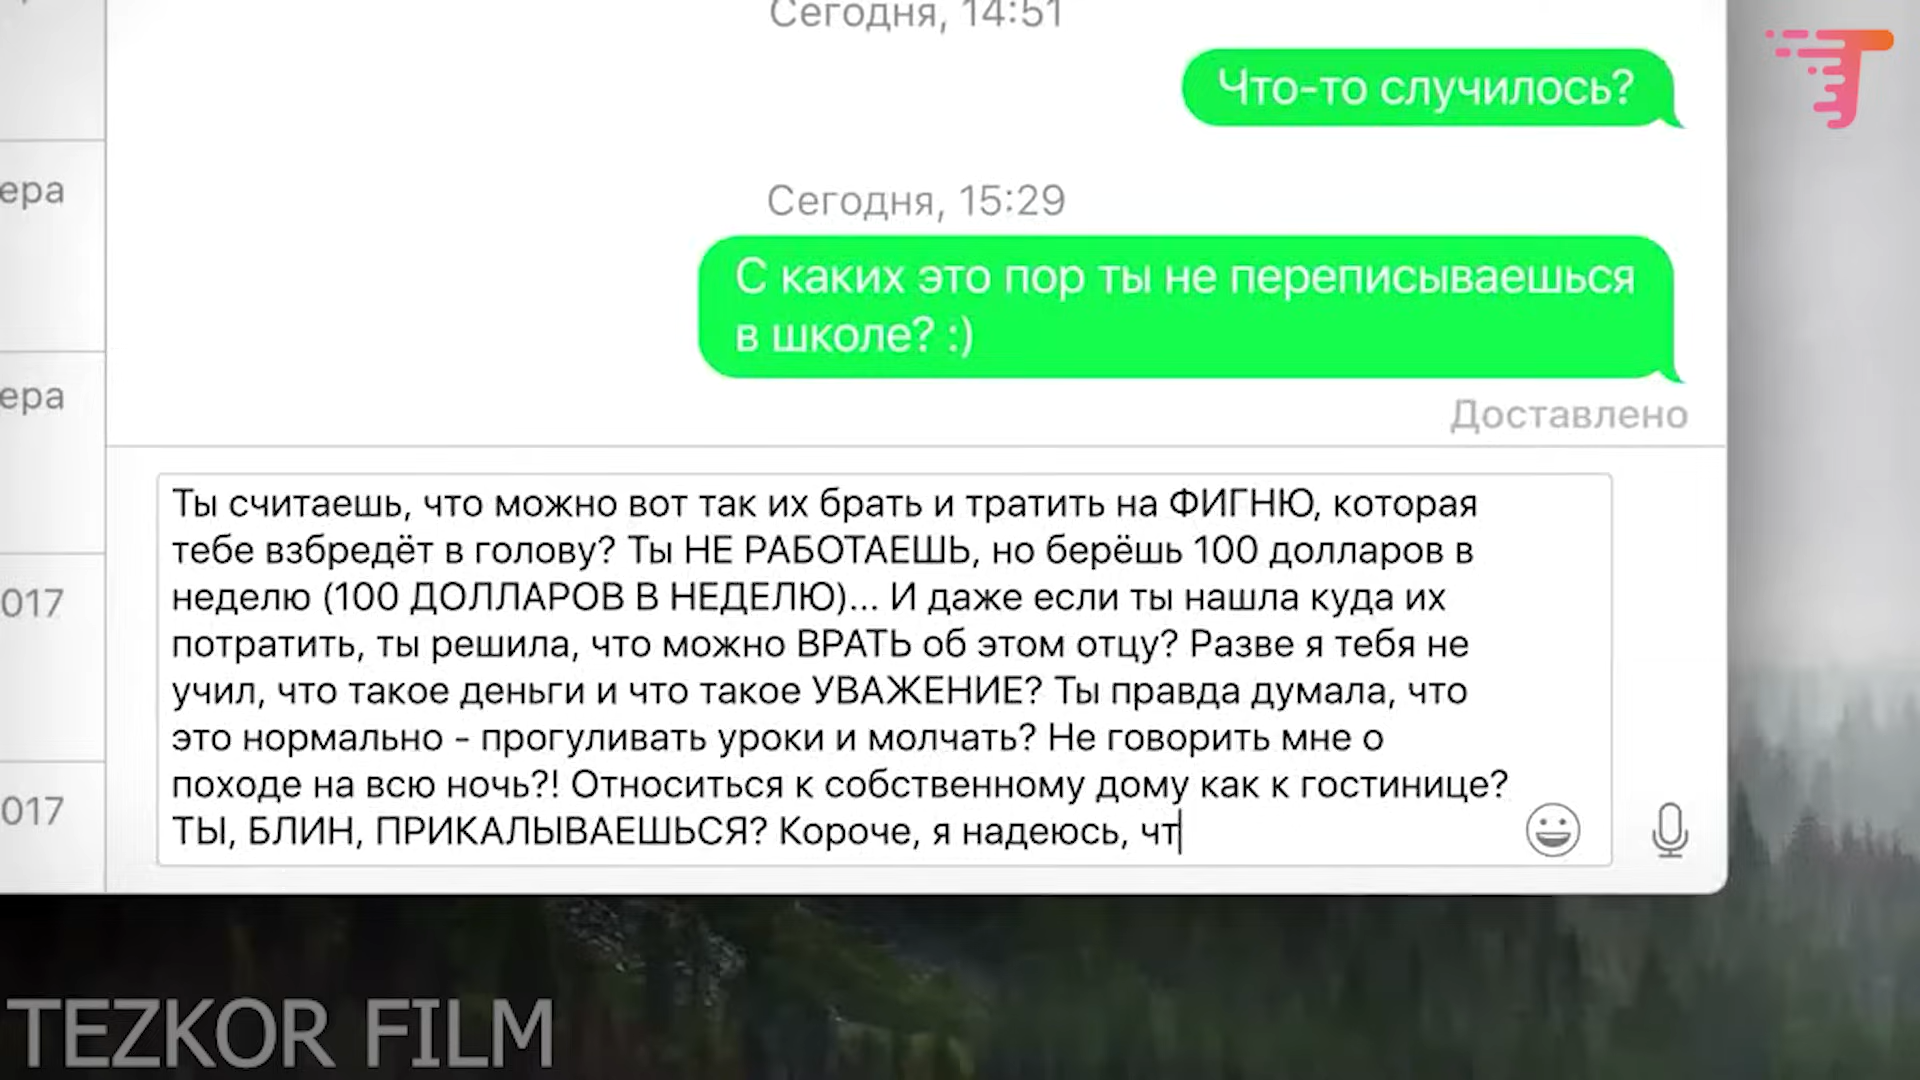 Сегодня, 14:51
Что-то случилось?
Сегодня, 15:29
С каких это пор ты не переписываешься
в школе? :)
Доставлено
ера
ера
017
017
Ты считаешь, что можно вот так их брать и тратить на ФИГНЮ, которая
тебе взбредёт в голову? Ты НЕ РАБОТАЕШЬ, но берёшь 100 долларов в
неделю (100 ДОЛЛАРОВ В НЕДЕЛЮ)... И даже если ты нашла куда их
потратить, ты решила, что можно ВРАТЬ об этом отцу? Разве я тебя не
учил, что такое деньги и что такое УВАЖЕНИЕ? Ты правда думала, что
это нормально - прогуливать уроки и молчать? Не говорить мне о
походе на всю ночь?! Относиться к собственному дому как к гостинице?
ТЫ, БЛИН, ПРИКАЛЫВАЕШЬСЯ? Короче, я надеюсь, чт
TEZKOR FILM